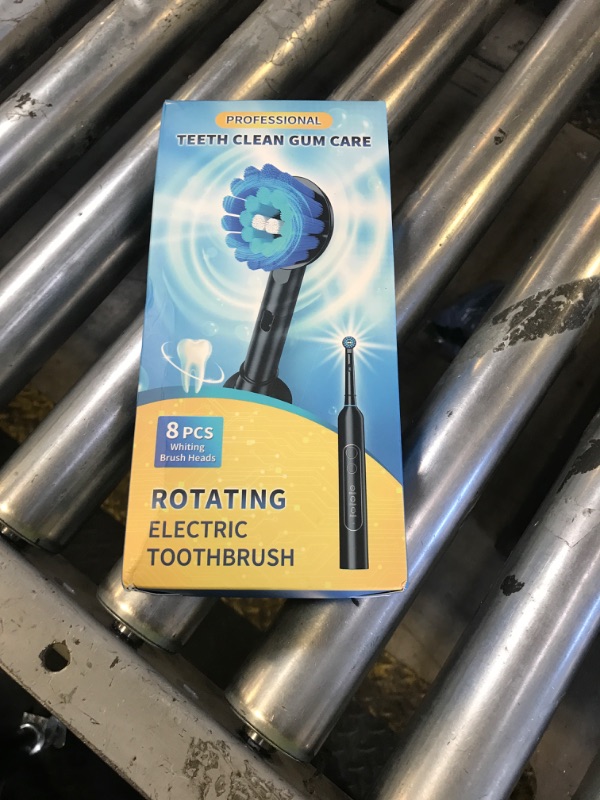 PROFESSIONAL
TEETH CLEAN GUM CARE
8 PCS
Whiting
Brush Heads
ROTATING
ELECTRIC
TOOTHBRUSH